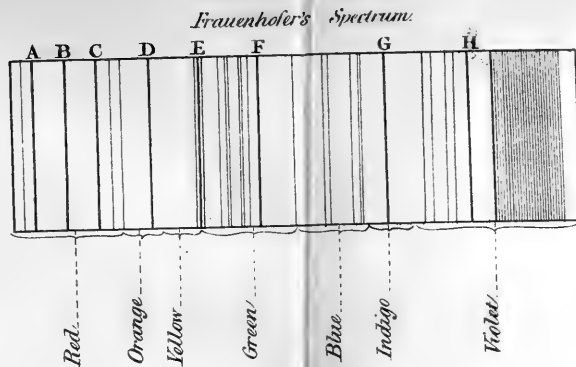 Frauenhofer's Spectrum.
A B C D E F G H
Red Orange Yellow Green Blue Indigo Violet